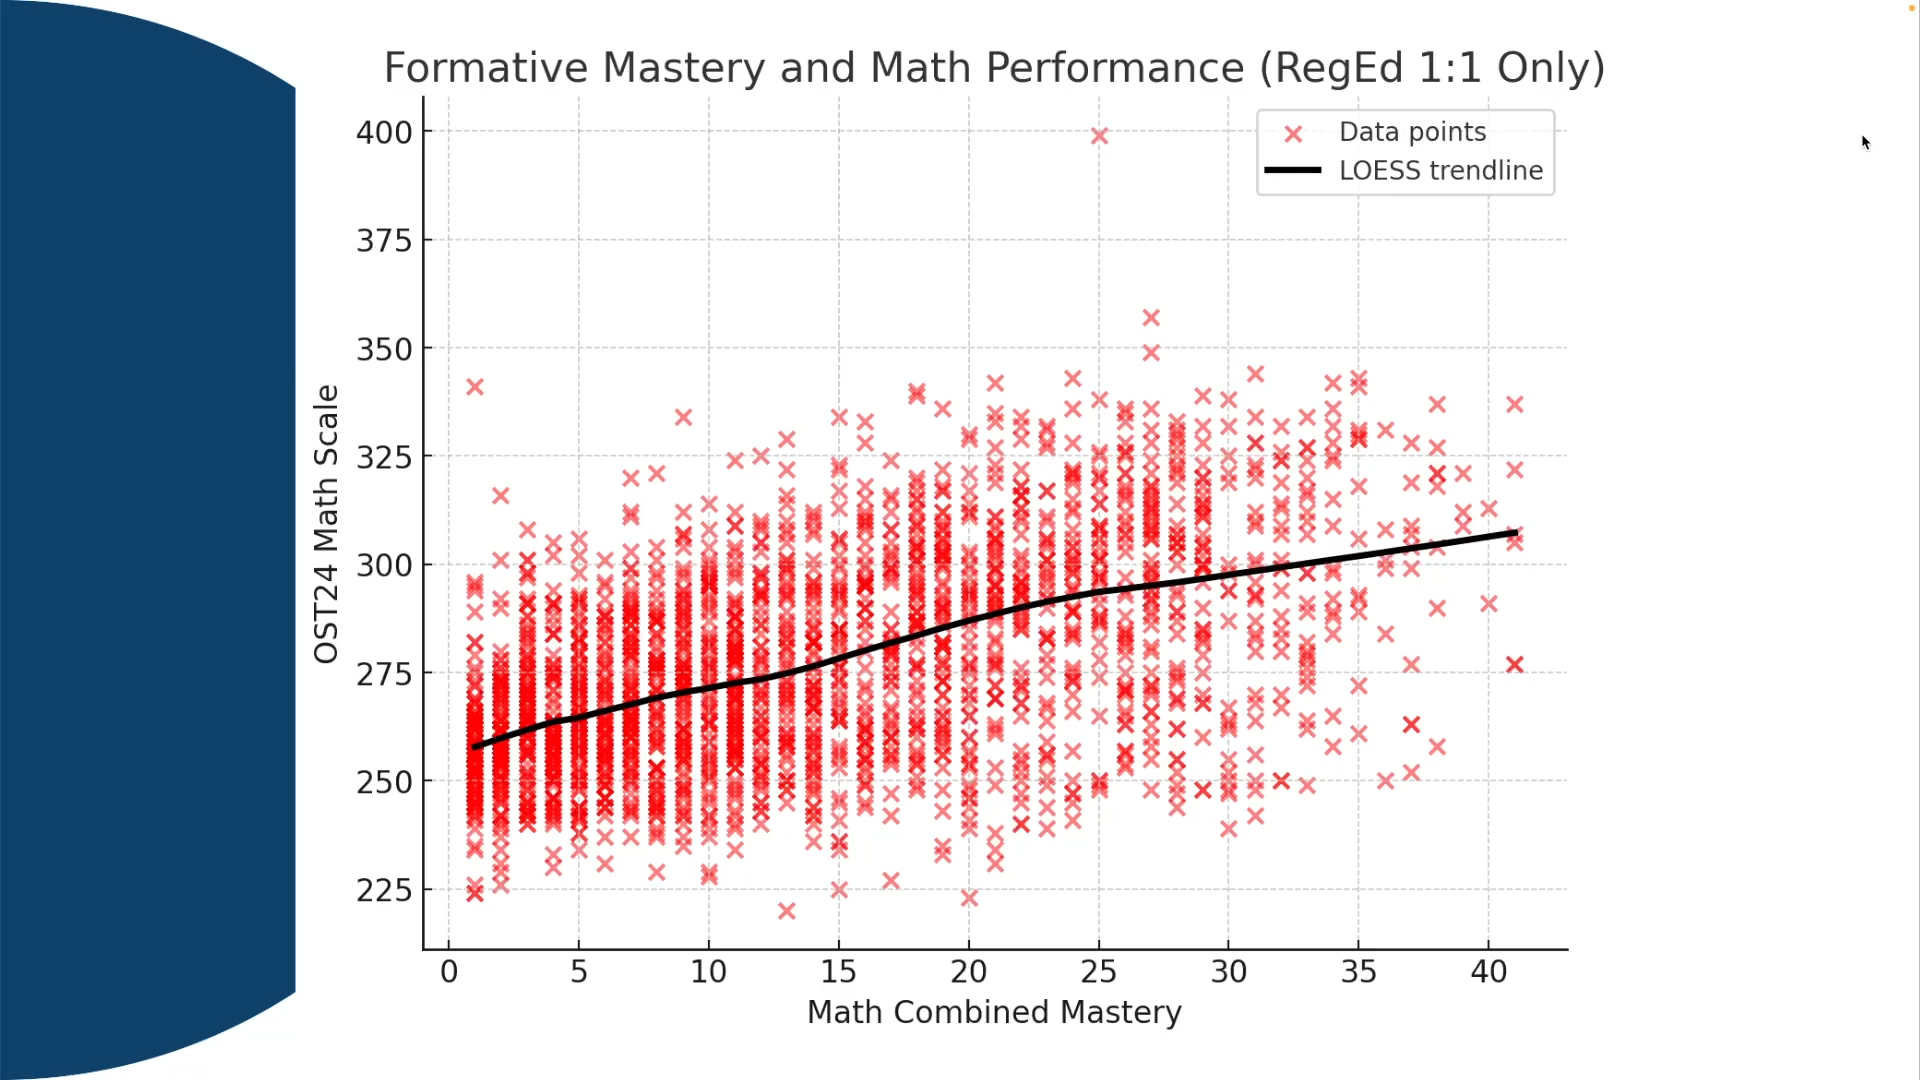 Formative Mastery and Math Performance (RegEd 1:1 Only)
Data points
LOESS trendline
OST24 Math Scale
400
375
350
325
300
275
250
225
0 5 10 15 20 25 30 35 40
Math Combined Mastery